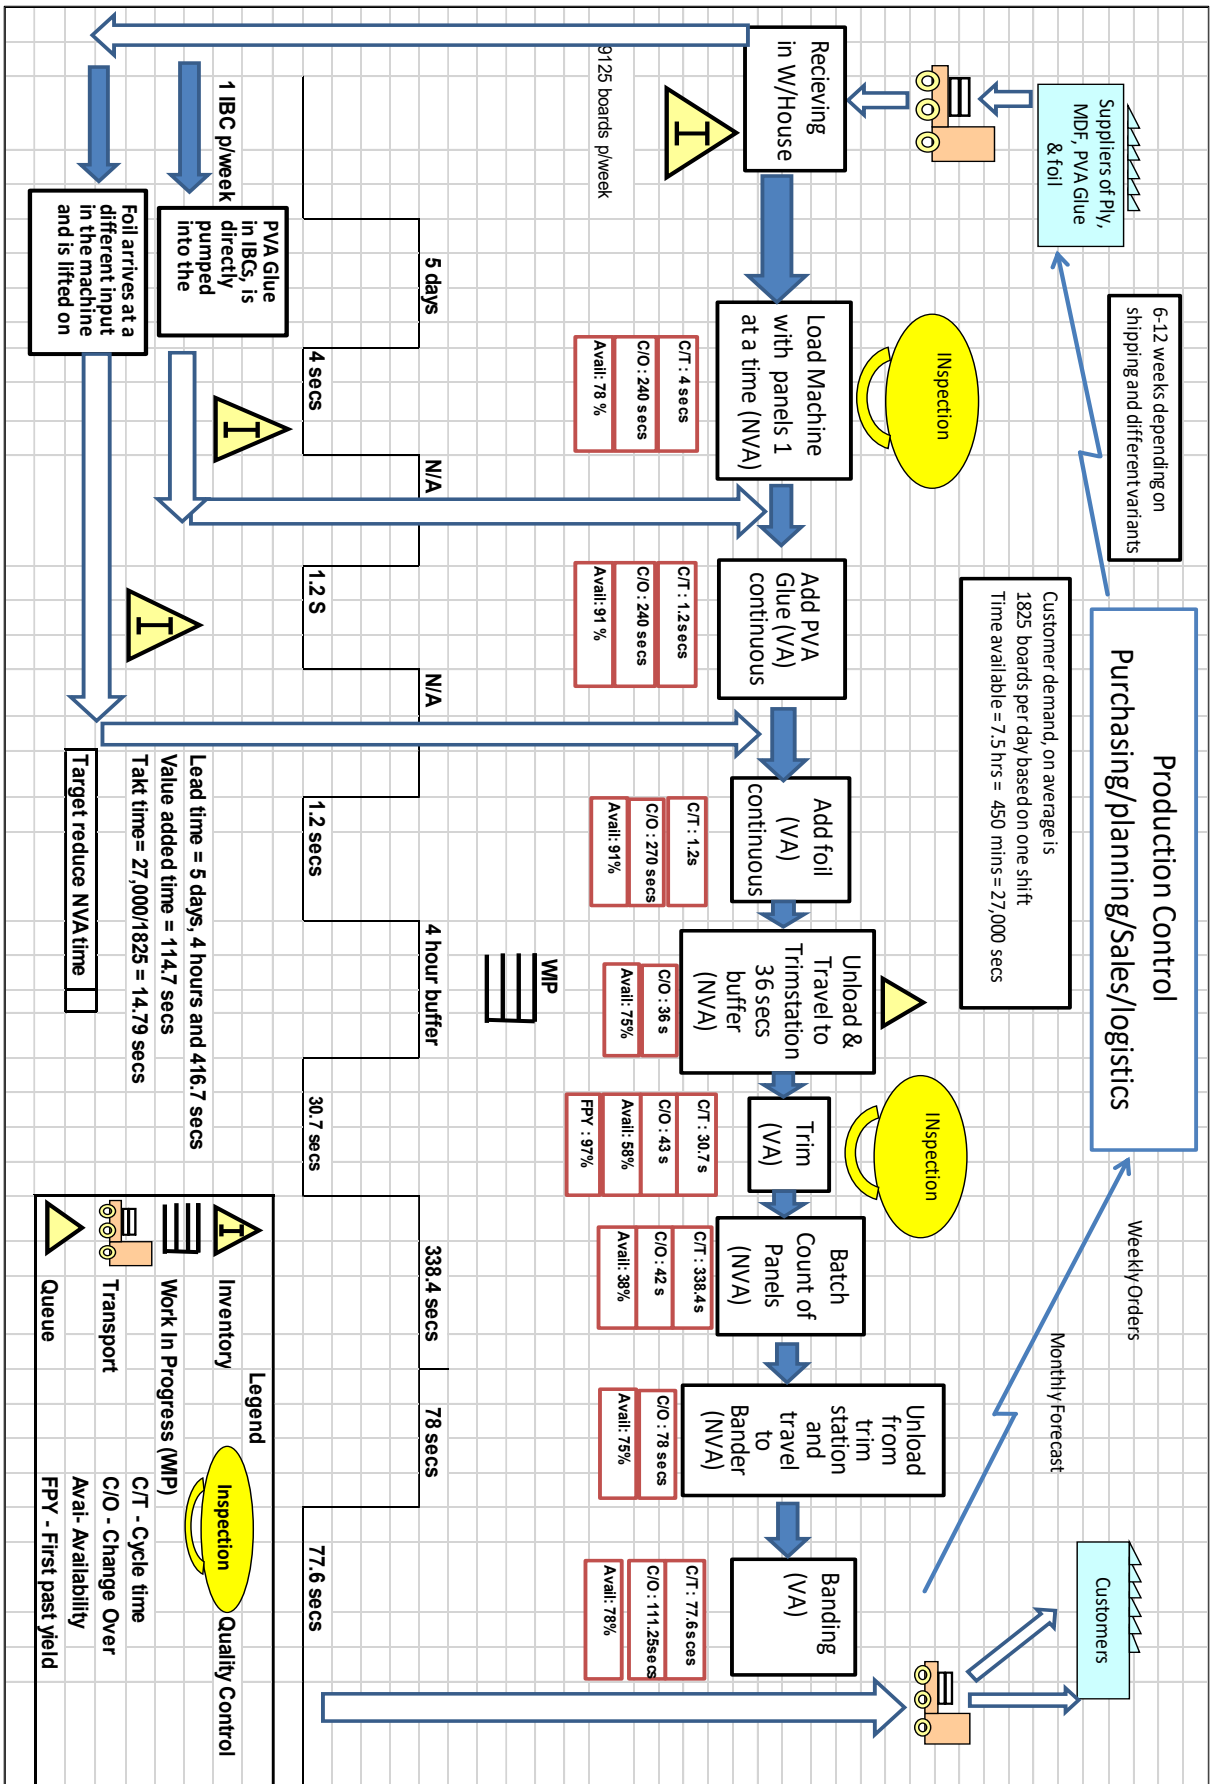 Production Control
Purchasing/planning/Sales/logistics
Suppliers of Ply,
MDF, PVA Glue
& foil
6-12 weeks depending on
shipping and different variants
Customer demand, on average is
1825 boards per day based on one shift
Time available = 7.5 hrs = 450 mins = 27,000 secs
Weekly Orders
Monthly Forecast
Customers
INspection
INspection
Recieving
in W/House
Load Machine
with panels 1
at a time (NVA)
Add PVA
Glue (VA)
continuous
Add foil
(VA)
continuous
Unload &
Travel to
Trimstation
36 secs
buffer
(NVA)
Trim
(VA)
Batch
Count of
Panels
(NVA)
Unload
from
trim
station
and
travel
to
Bander
(NVA)
Banding
(VA)
I
9125 boards p/week
C/T : 4 secs
C/O : 240 secs
Avail: 78 %
C/T : 1.2secs
C/O : 240 secs
Avail: 91 %
C/T : 1.2s
C/O : 270 secs
Avail: 91%
C/O : 36 s
Avail: 75%
C/T : 30.7 s
C/O : 43 s
Avail: 58%
FPY : 97%
C/T : 338.4s
C/O : 42 s
Avail: 38%
C/O : 78 secs
Avail: 75%
C/T : 77.6 sces
C/O : 111.25secs
Avail: 78%
WIP
5 days
N/A
N/A
4 hour buffer
338.4 secs
78 secs
4 secs
1.2 S
1.2 secs
30.7 secs
77.6 secs
1 IBC p/week
PVA Glue
in IBCs, is
directly
pumped
into the
I
Foil arrives at a
different input
in the machine
and is lifted on
I
Lead time = 5 days, 4 hours and 416.7 secs
Value added time = 114.7 secs
Takt time= 27,000/1825 = 14.79 secs
Target reduce NVA time
Legend
I
Inventory
Inspection
Quality Control
Work In Progress (WIP)
C/T - Cycle time
Transport
C/O - Change Over
Avai- Availability
Queue
FPY - First past yield